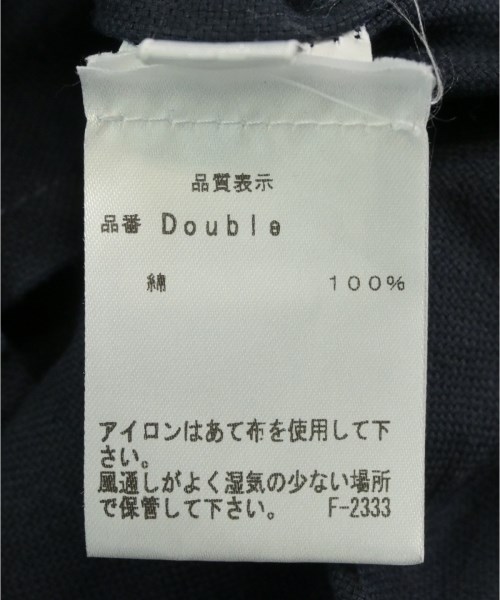 品質表示
品番 Double
綿 100%
アイロンはあて布を使用して下
さい。
風通しがよく湿気の少ない場所
で保管して下さい。 F-2333